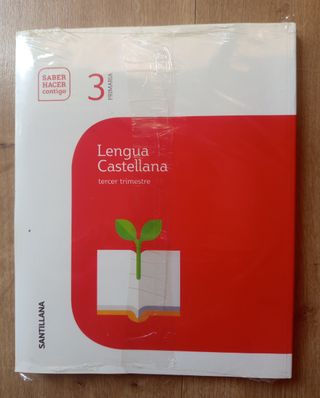 SABER
HACER
contigo
3
PRIMARIA
Lengua
Castellana
tercer trimestre
SANTILLANA